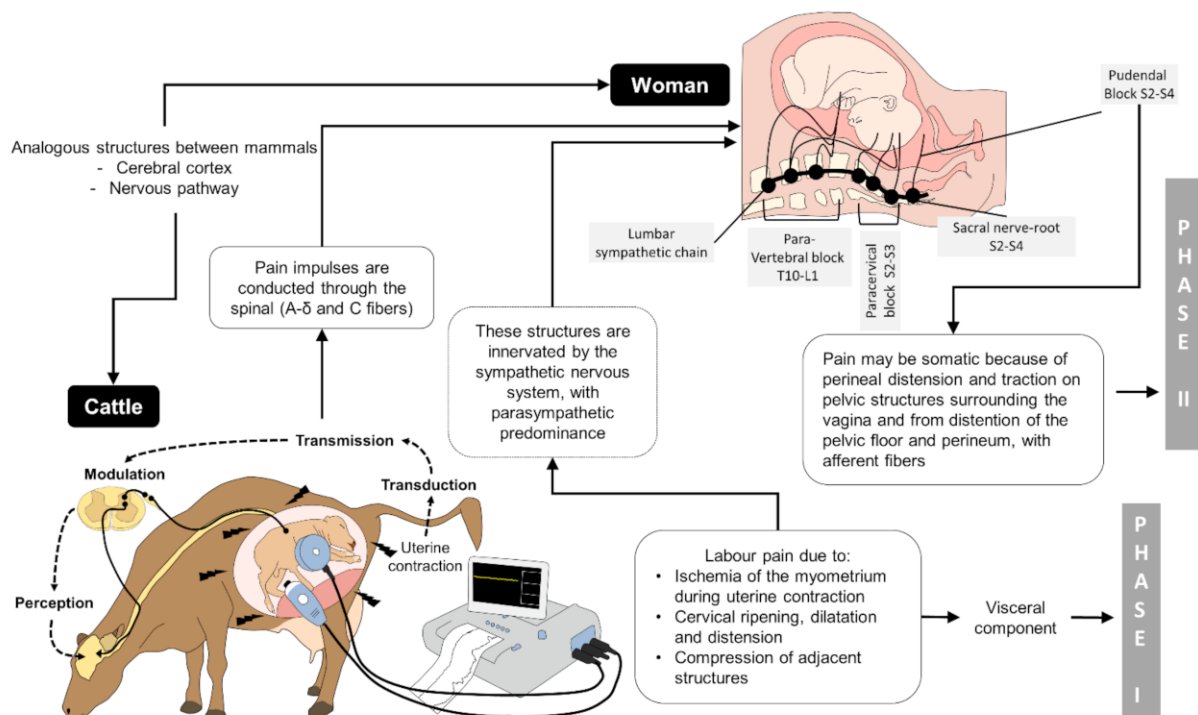 Woman
Pudendal
Block S2-S4
Analogous structures between mammals
- Cerebral cortex
- Nervous pathway
Lumbar
sympathetic chain
Para-
Vertebral block
T10-L1
Paracervical
block S2-S3
Sacral nerve-root
S2-S4
Pain impulses are
conducted through the
spinal (A-δ and C fibers)
These structures are
innervated by the
sympathetic nervous
system, with
parasympathetic
predominance
Pain may be somatic because of
perineal distension and traction on
pelvic structures surrounding the
vagina and from distention of the
pelvic floor and perineum, with
afferent fibers
PHASE II
Cattle
Transmission
Modulation
Transduction
Uterine
contraction
Perception
Labour pain due to:
• Ischemia of the myometrium
during uterine contraction
• Cervical ripening, dilatation
and distension
• Compression of adjacent
structures
Visceral
component
PHASE I